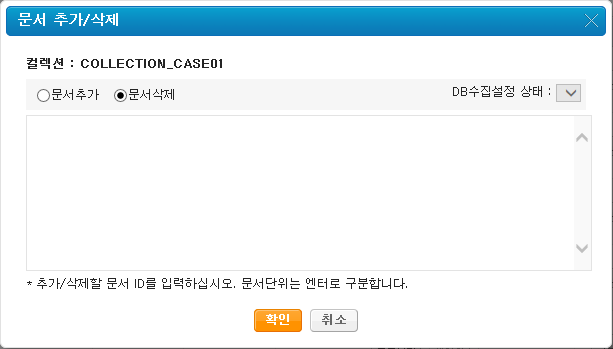 문서 추가/삭제
컬렉션 : COLLECTION_CASE01
문서추가 문서삭제 DB수집설정 상태 :
* 추가/삭제할 문서 ID를 입력하십시오. 문서단위는 엔터로 구분합니다.
확인 취소